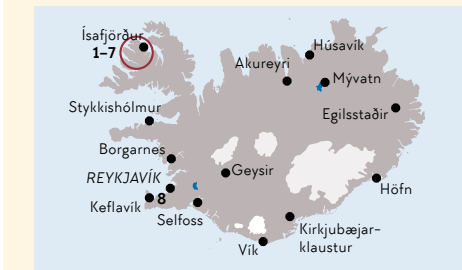 Ísafjörður
1–7
Húsavík
Akureyri
Mývatn
Egilsstaðir
Stykkishólmur
Borgarnes
REYKJAVÍK
Geysir
Höfn
8
Keflavík
Selfoss
Kirkjubæjar-
klaustur
Vík